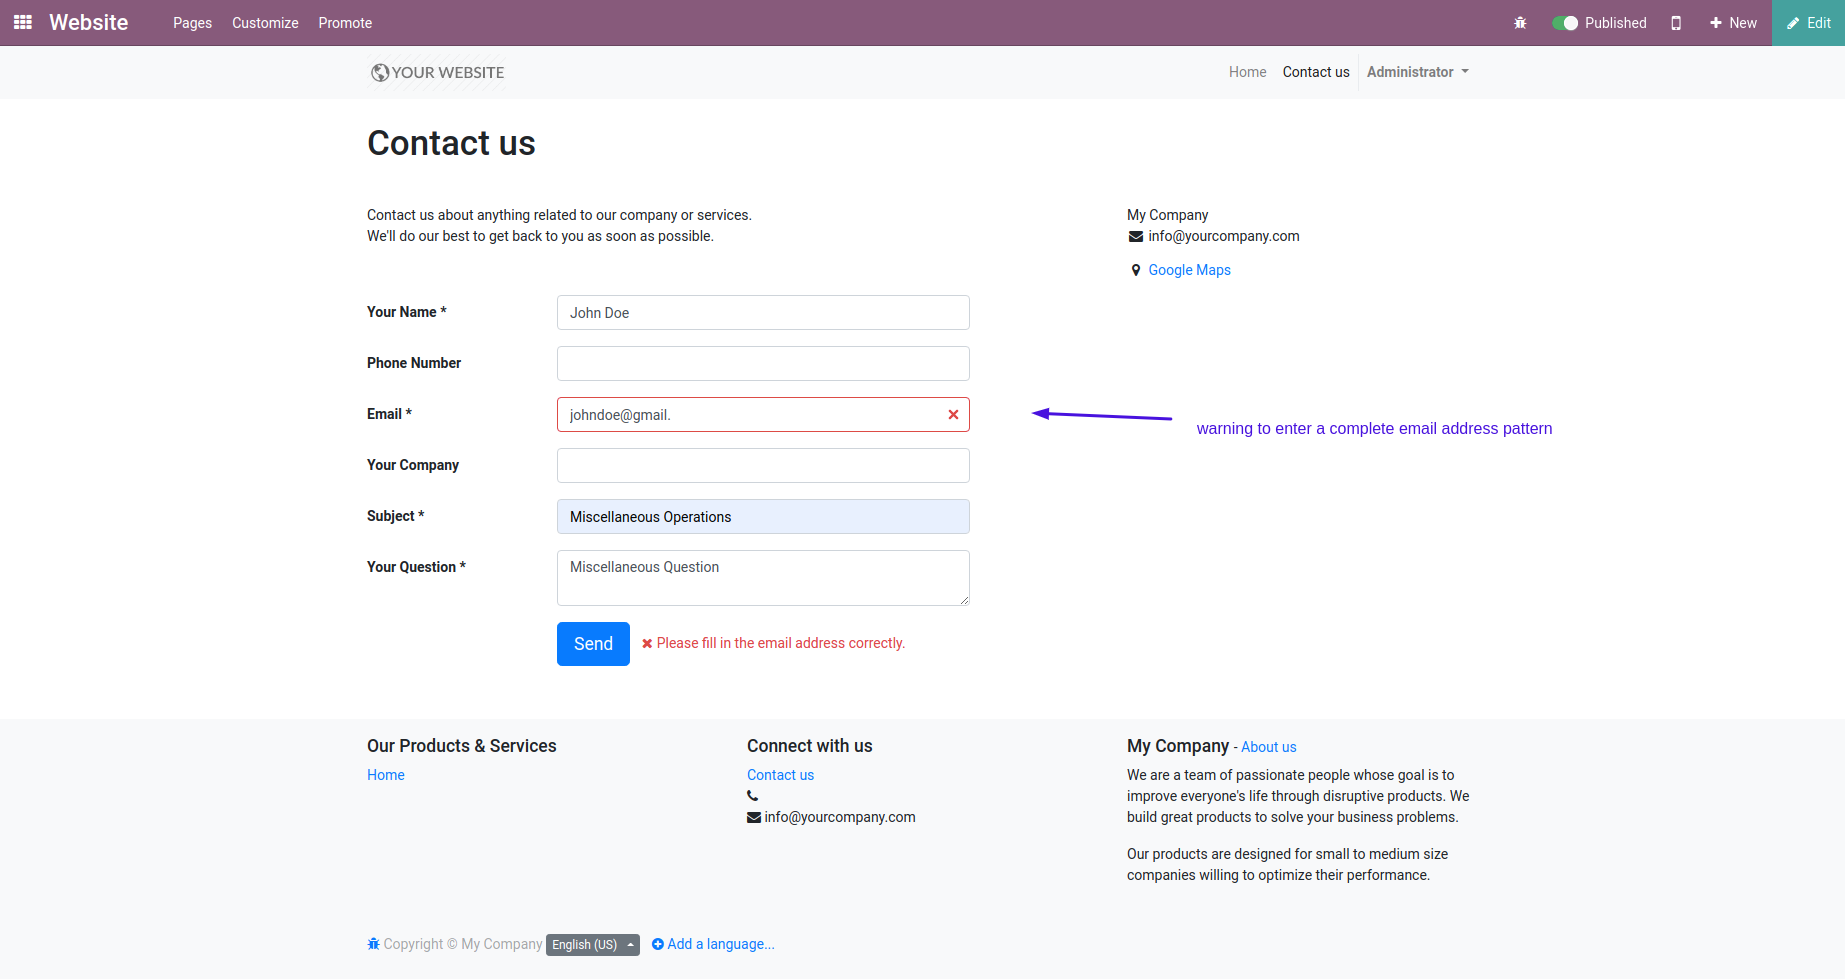 Website Pages Customize Promote Published New Edit
YOUR WEBSITE Home Contact us Administrator
Contact us
Contact us about anything related to our company or services.
We'll do our best to get back to you as soon as possible.
My Company
info@yourcompany.com
Google Maps
Your Name * John Doe
Phone Number
Email * johndoe@gmail.
warning to enter a complete email address pattern
Your Company
Subject * Miscellaneous Operations
Your Question * Miscellaneous Question
Send Please fill in the email address correctly.
Our Products & Services
Home
Connect with us
Contact us
info@yourcompany.com
My Company - About us
We are a team of passionate people whose goal is to
improve everyone's life through disruptive products. We
build great products to solve your business problems.
Our products are designed for small to medium size
companies willing to optimize their performance.
Copyright © My Company English (US) Add a language...